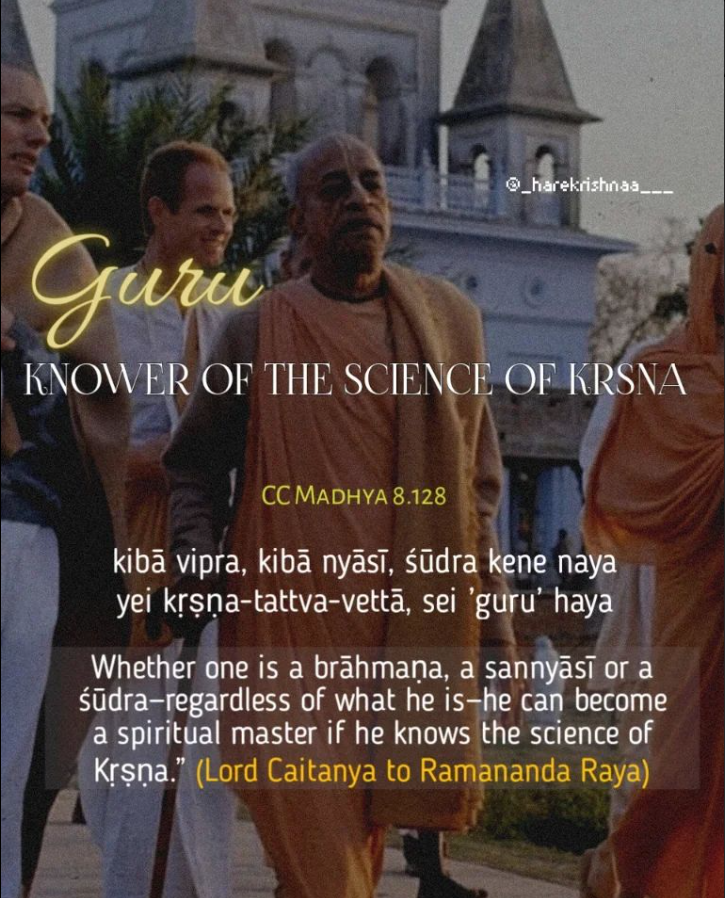 @_harekrishnaa___
Guru
KNOWER OF THE SCIENCE OF KRSNA
CC MADHYA 8.128
kibā vipra, kibā nyāsī, śūdra kene naya
yei kṛṣṇa-tattva-vettā, sei 'guru' haya
Whether one is a brāhmaṇa, a sannyāsī or a
śūdra—regardless of what he is—he can become
a spiritual master if he knows the science of
Kṛṣṇa.” (Lord Caitanya to Ramananda Raya)